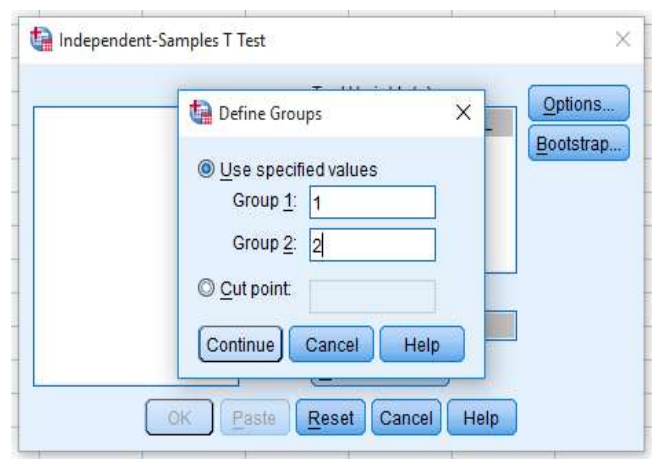 Independent-Samples T Test
Options...
Bootstrap...
Define Groups
Use specified values
Group 1: 1
Group 2: 2
Cut point:
Continue Cancel Help
OK Paste Reset Cancel Help